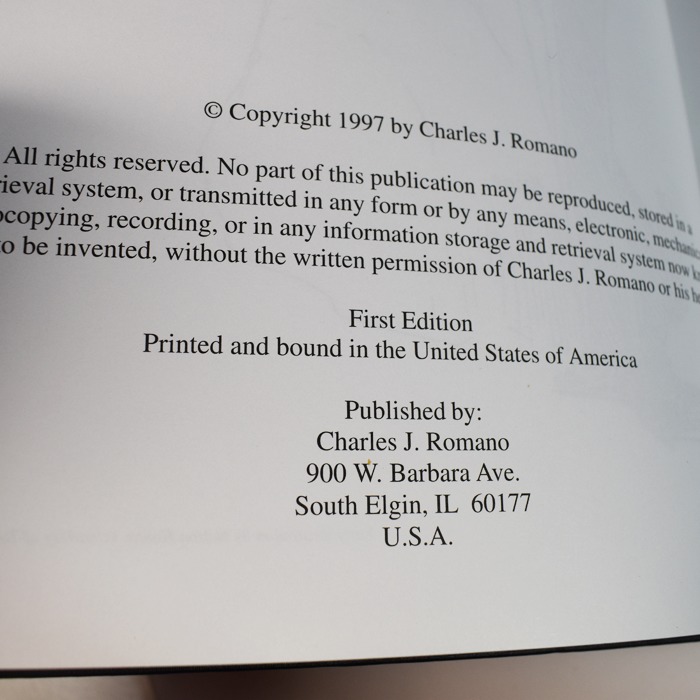 © Copyright 1997 by Charles J. Romano
All rights reserved. No part of this publication may be reproduced, stored in a
ieval system, or transmitted in any form or by any means, electronic, mechanic
ocopying, recording, or in any information storage and retrieval system now k
o be invented, without the written permission of Charles J. Romano or his he
First Edition
Printed and bound in the United States of America
Published by:
Charles J. Romano
900 W. Barbara Ave.
South Elgin, IL 60177
U.S.A.